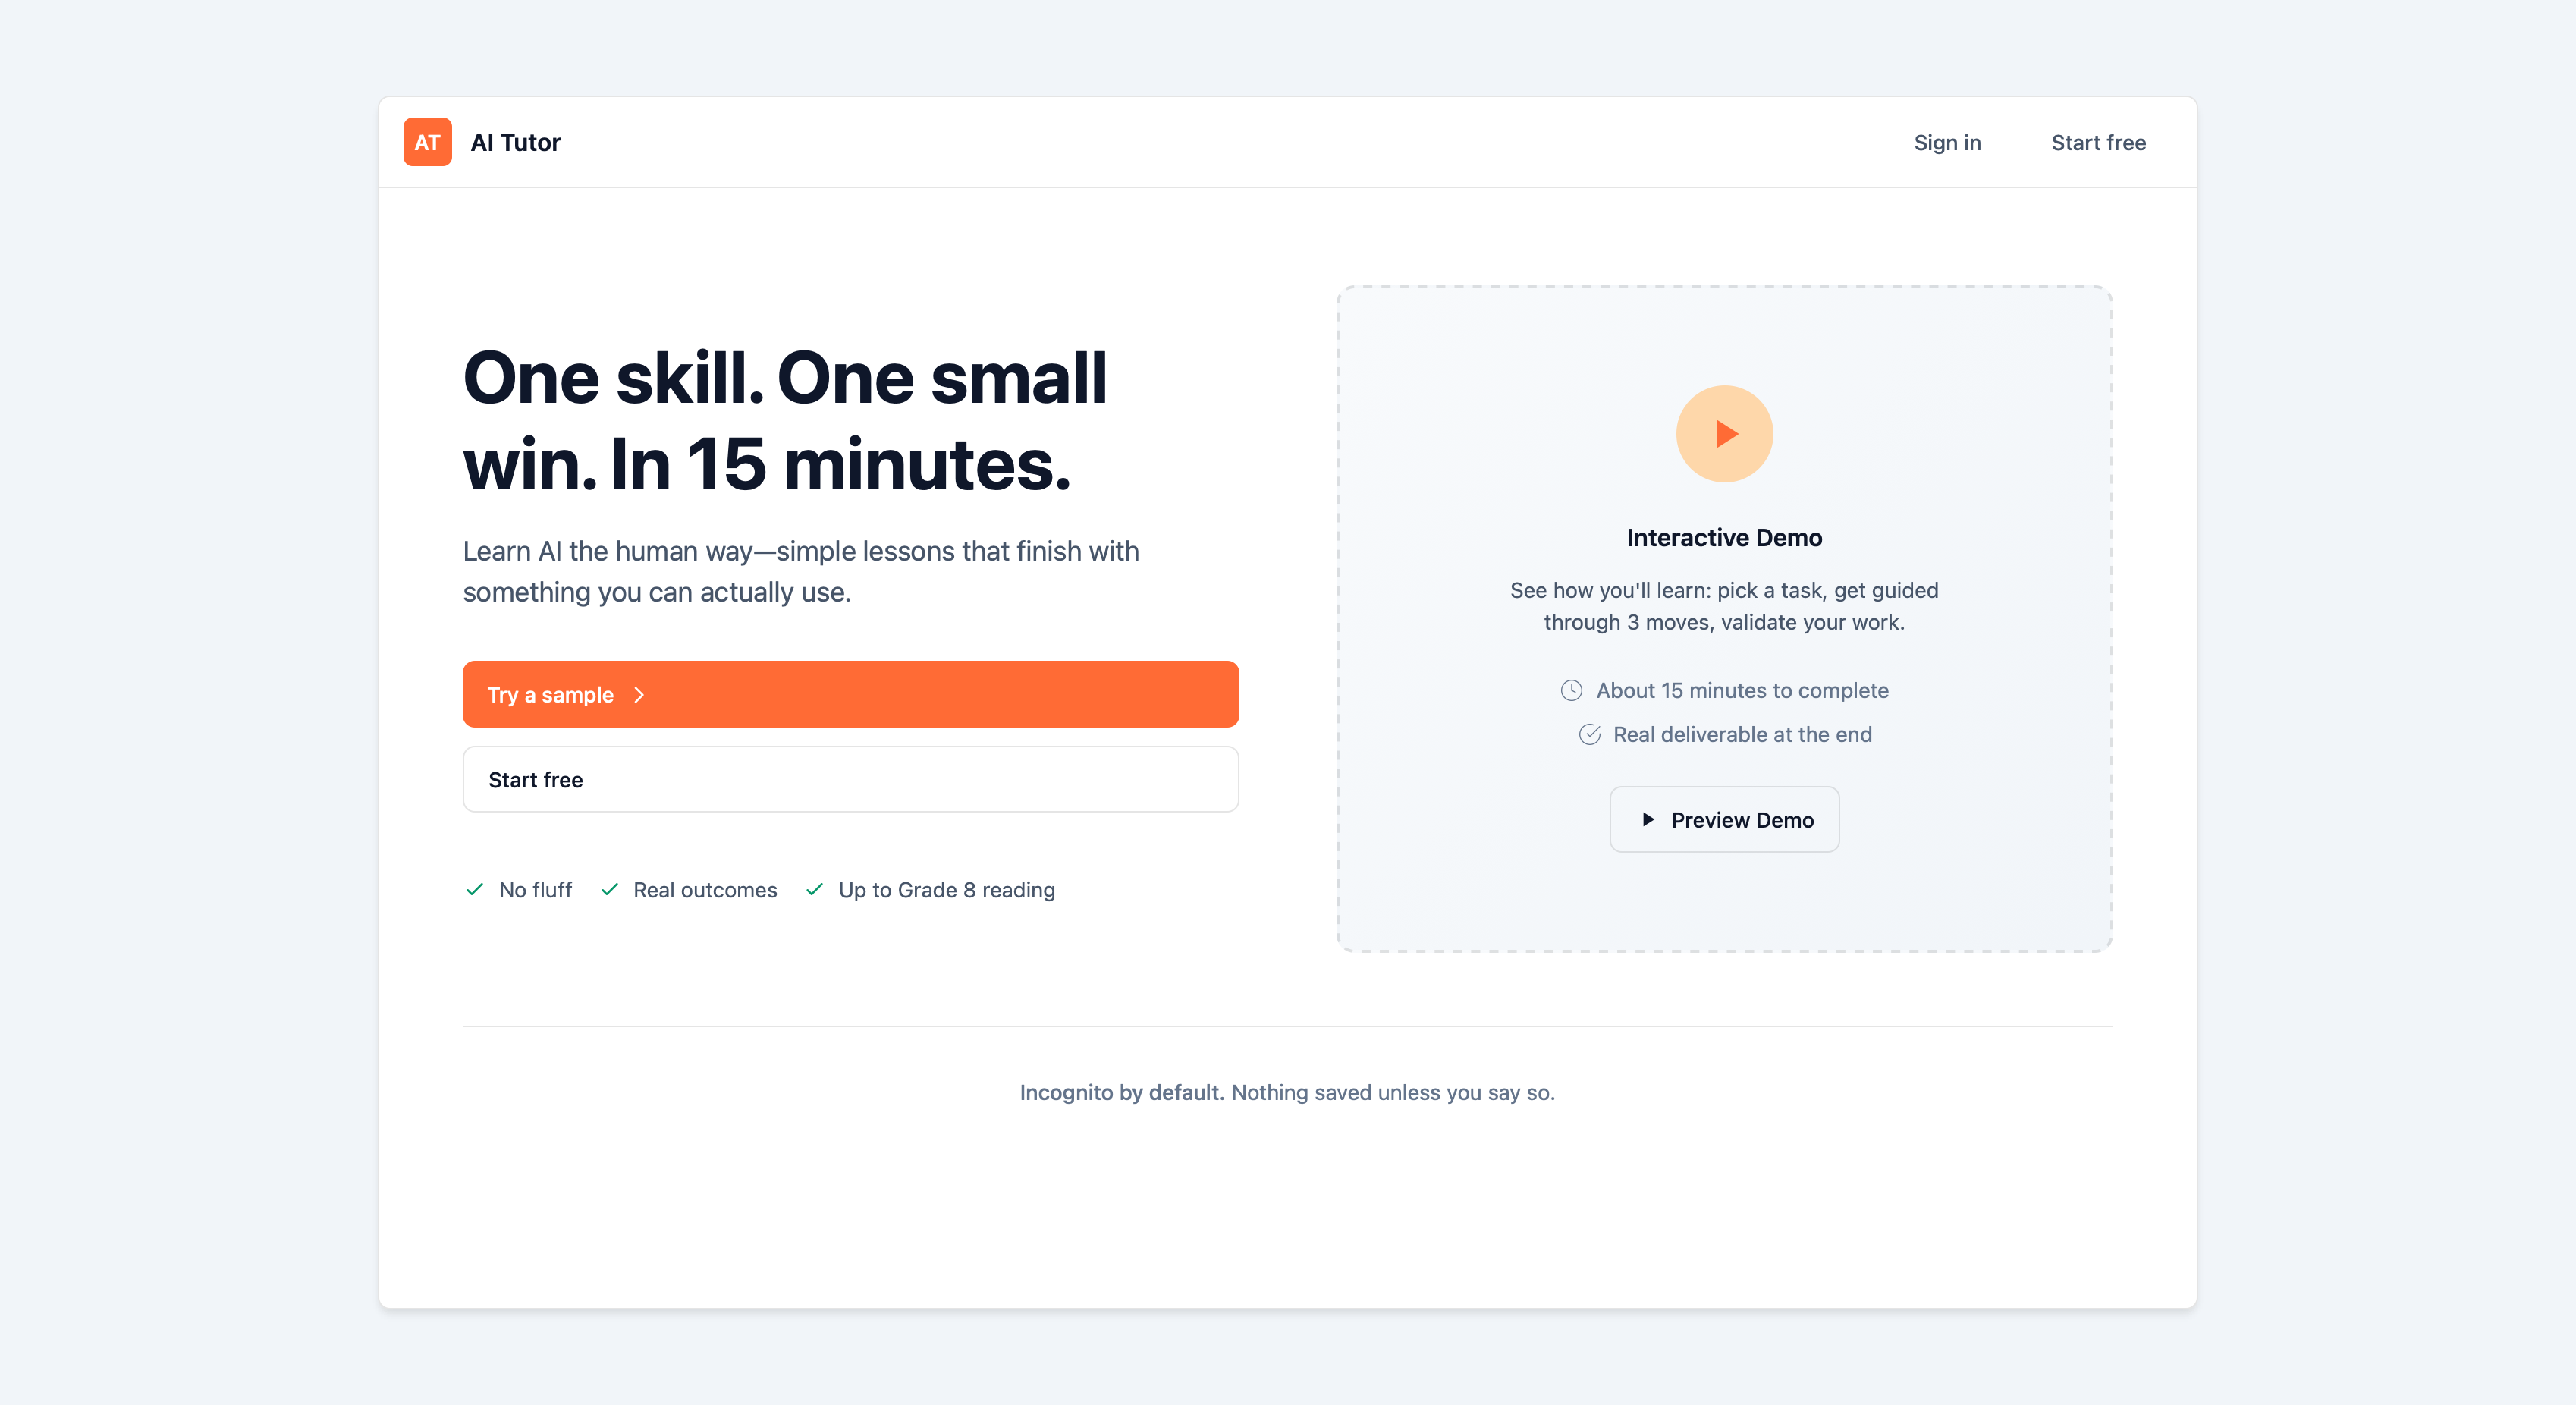 AT
AI Tutor
Sign in
Start free
One skill. One small
win. In 15 minutes.
Learn AI the human way—simple lessons that finish with
something you can actually use.
Try a sample
Start free
No fluff
Real outcomes
Up to Grade 8 reading
Interactive Demo
See how you'll learn: pick a task, get guided
through 3 moves, validate your work.
About 15 minutes to complete
Real deliverable at the end
Preview Demo
Incognito by default. Nothing saved unless you say so.